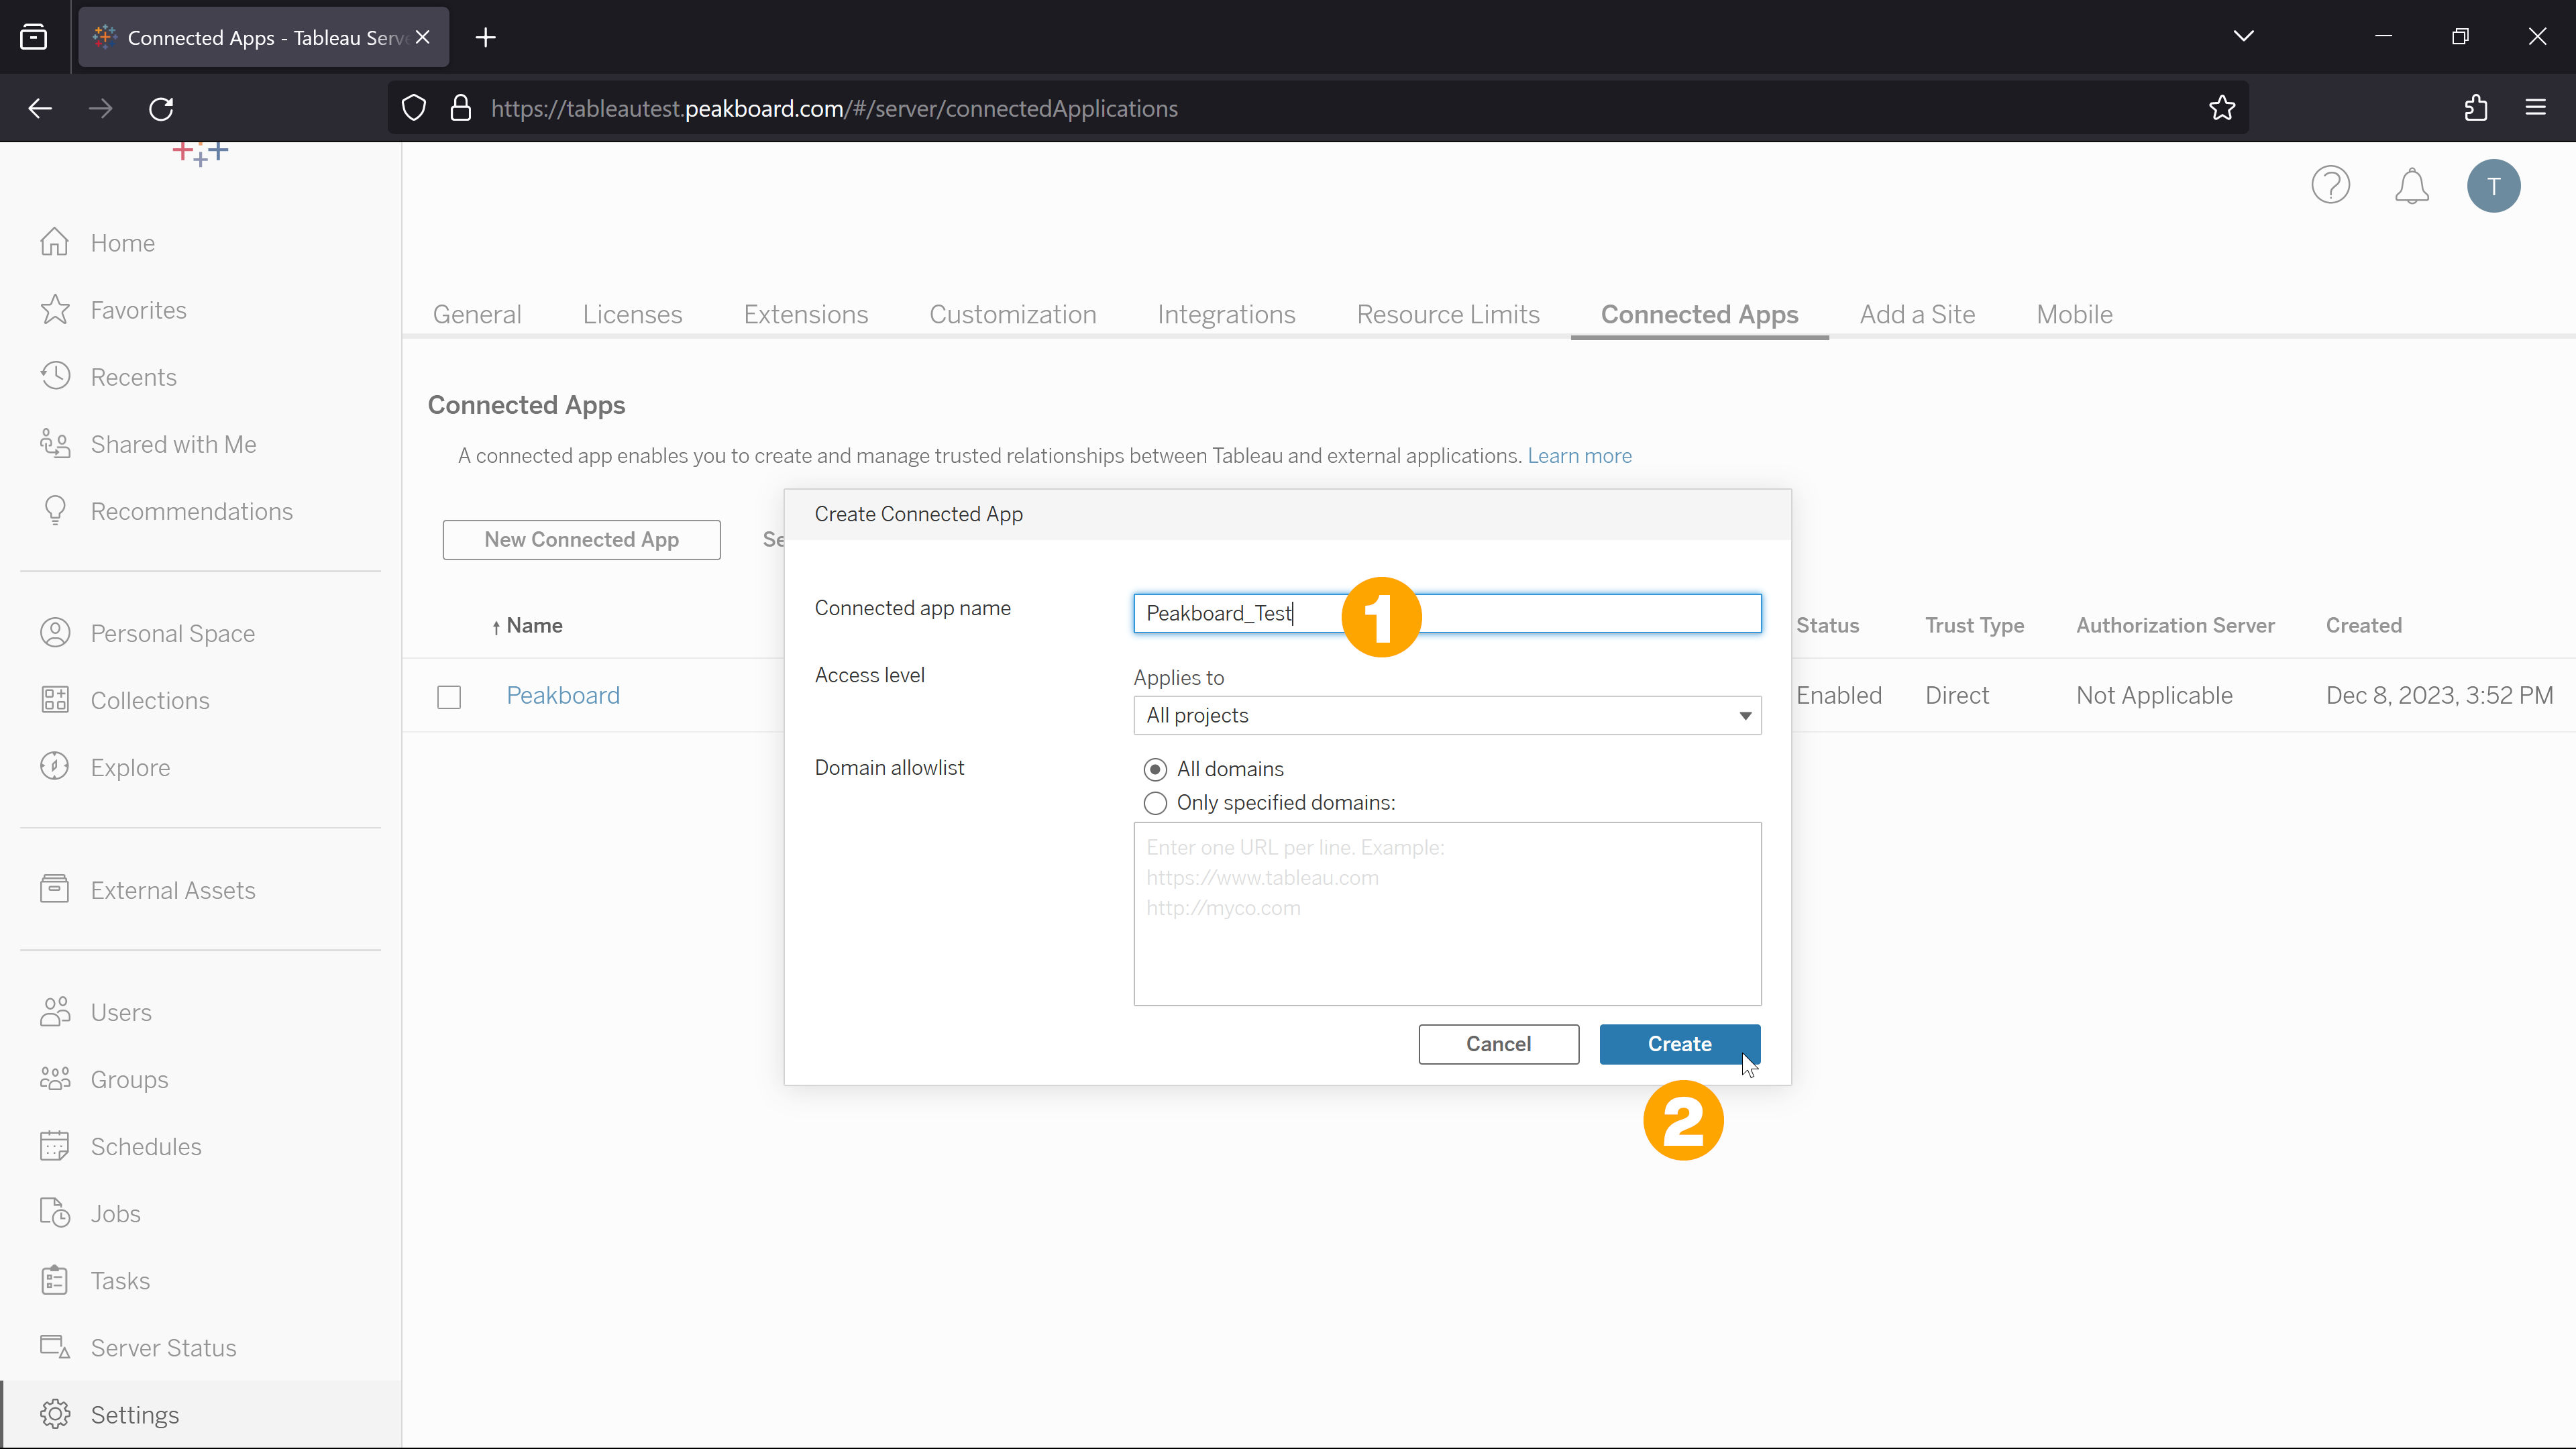 Connected Apps - Tableau Serv
https://tableautest.peakboard.com/#/server/connectedApplications
T
Home
Favorites
Recents
Shared with Me
Recommendations
Personal Space
Collections
Explore
External Assets
Users
Groups
Schedules
Jobs
Tasks
Server Status
Settings
General Licenses Extensions Customization Integrations Resource Limits Connected Apps Add a Site Mobile
Connected Apps
A connected app enables you to create and manage trusted relationships between Tableau and external applications. Learn more
New Connected App Se
↑ Name Status Trust Type Authorization Server Created
Peakboard Enabled Direct Not Applicable Dec 8, 2023, 3:52 PM
Create Connected App
Connected app name Peakboard_Test 1
Access level Applies to
All projects
Domain allowlist All domains
Only specified domains:
Enter one URL per line. Example:
https://www.tableau.com
http://myco.com
Cancel Create
2